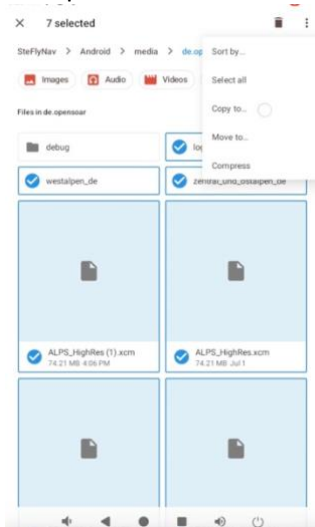 7 selected
SteFlyNav > Android > media > de.op
Sort by...
Images
Audio
Videos
Select all
Copy to...
Files in de.opensoar
Move to...
debug
Compress
westalpen_de
zentral_und_ostalpen_de
ALPS_HighRes (1).xcm
74.21 MB 4:06 PM
ALPS_HighRes.xcm
74.21 MB Jul 1